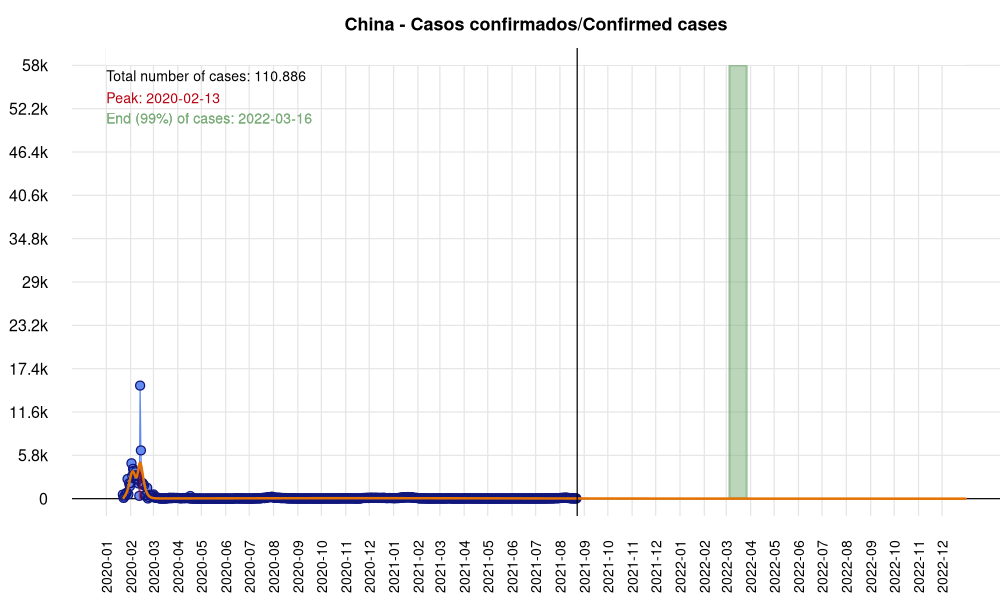 China - Casos confirmados/Confirmed cases
Total number of cases: 110.886
Peak: 2020-02-13
End (99%) of cases: 2022-03-16
58k
52.2k
46.4k
40.6k
34.8k
29k
23.2k
17.4k
11.6k
5.8k
0
2020-01
2020-02
2020-03
2020-04
2020-05
2020-06
2020-07
2020-08
2020-09
2020-10
2020-11
2020-12
2021-01
2021-02
2021-03
2021-04
2021-05
2021-06
2021-07
2021-08
2021-09
2021-10
2021-11
2021-12
2022-01
2022-02
2022-03
2022-04
2022-05
2022-06
2022-07
2022-08
2022-09
2022-10
2022-11
2022-12